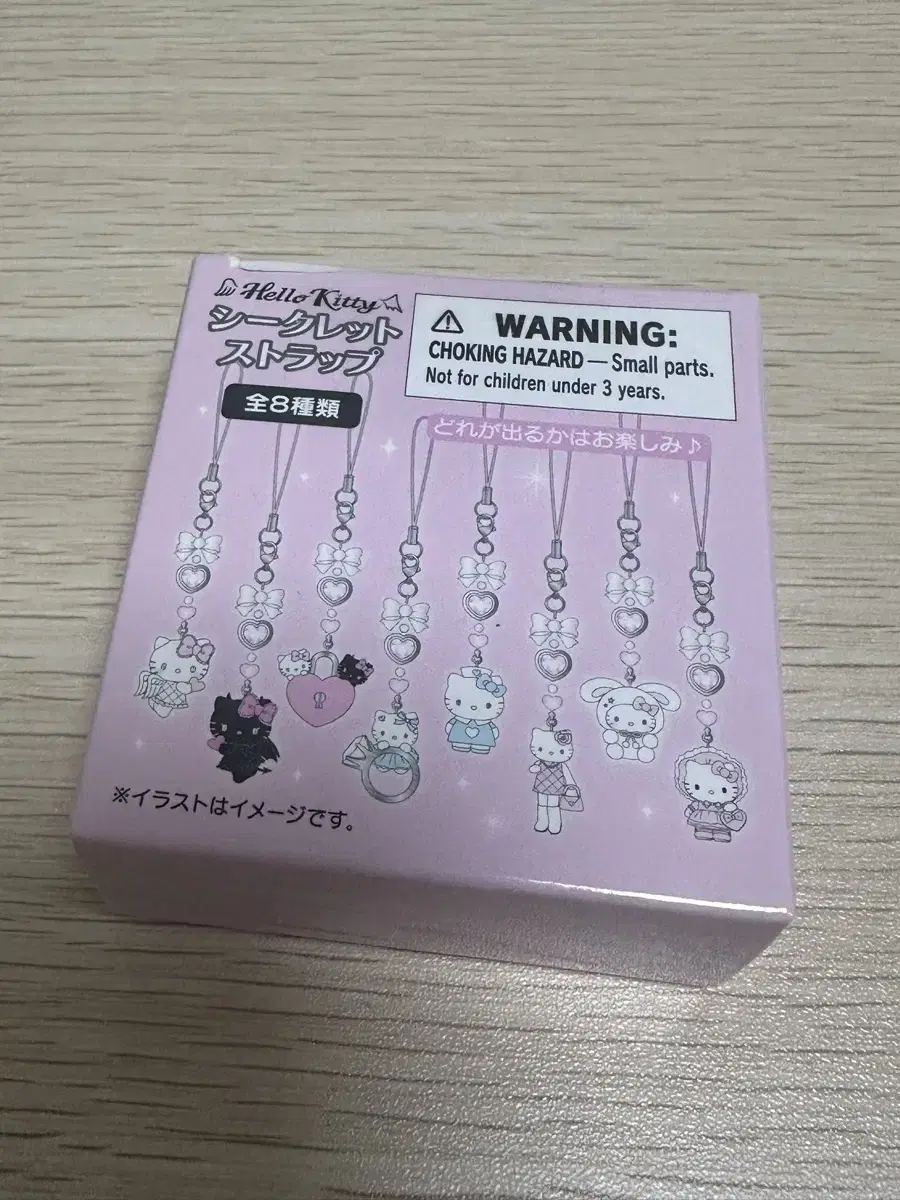 Hello Kitty
シークレット
ストラップ
全8種類
WARNING:
CHOKING HAZARD — Small parts.
Not for children under 3 years.
どれが出るかはお楽しみ♪
※イラストはイメージです。